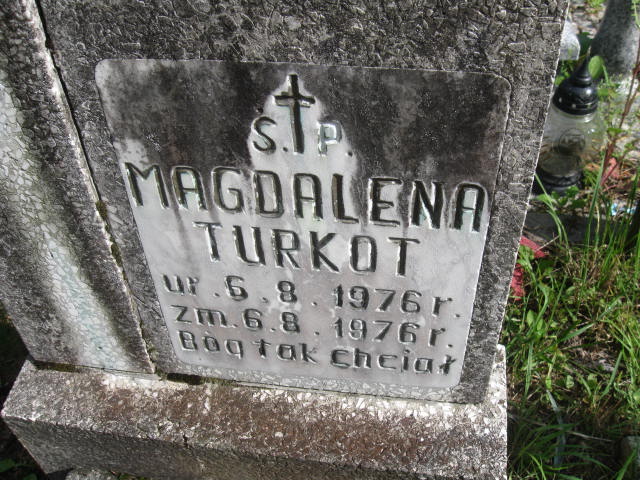 Ś. P.
MAGDALENA
TURKOT
ur. 6. 8. 1976 r.
zm. 6. 8. 1976 r.
Bóg tak chciał